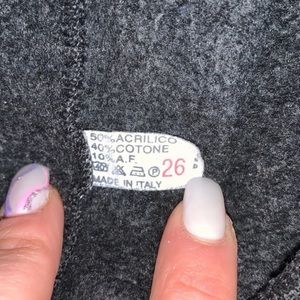 50% ACRILICO
40% COTONE
10% A.F.
P 26
MADE IN ITALY